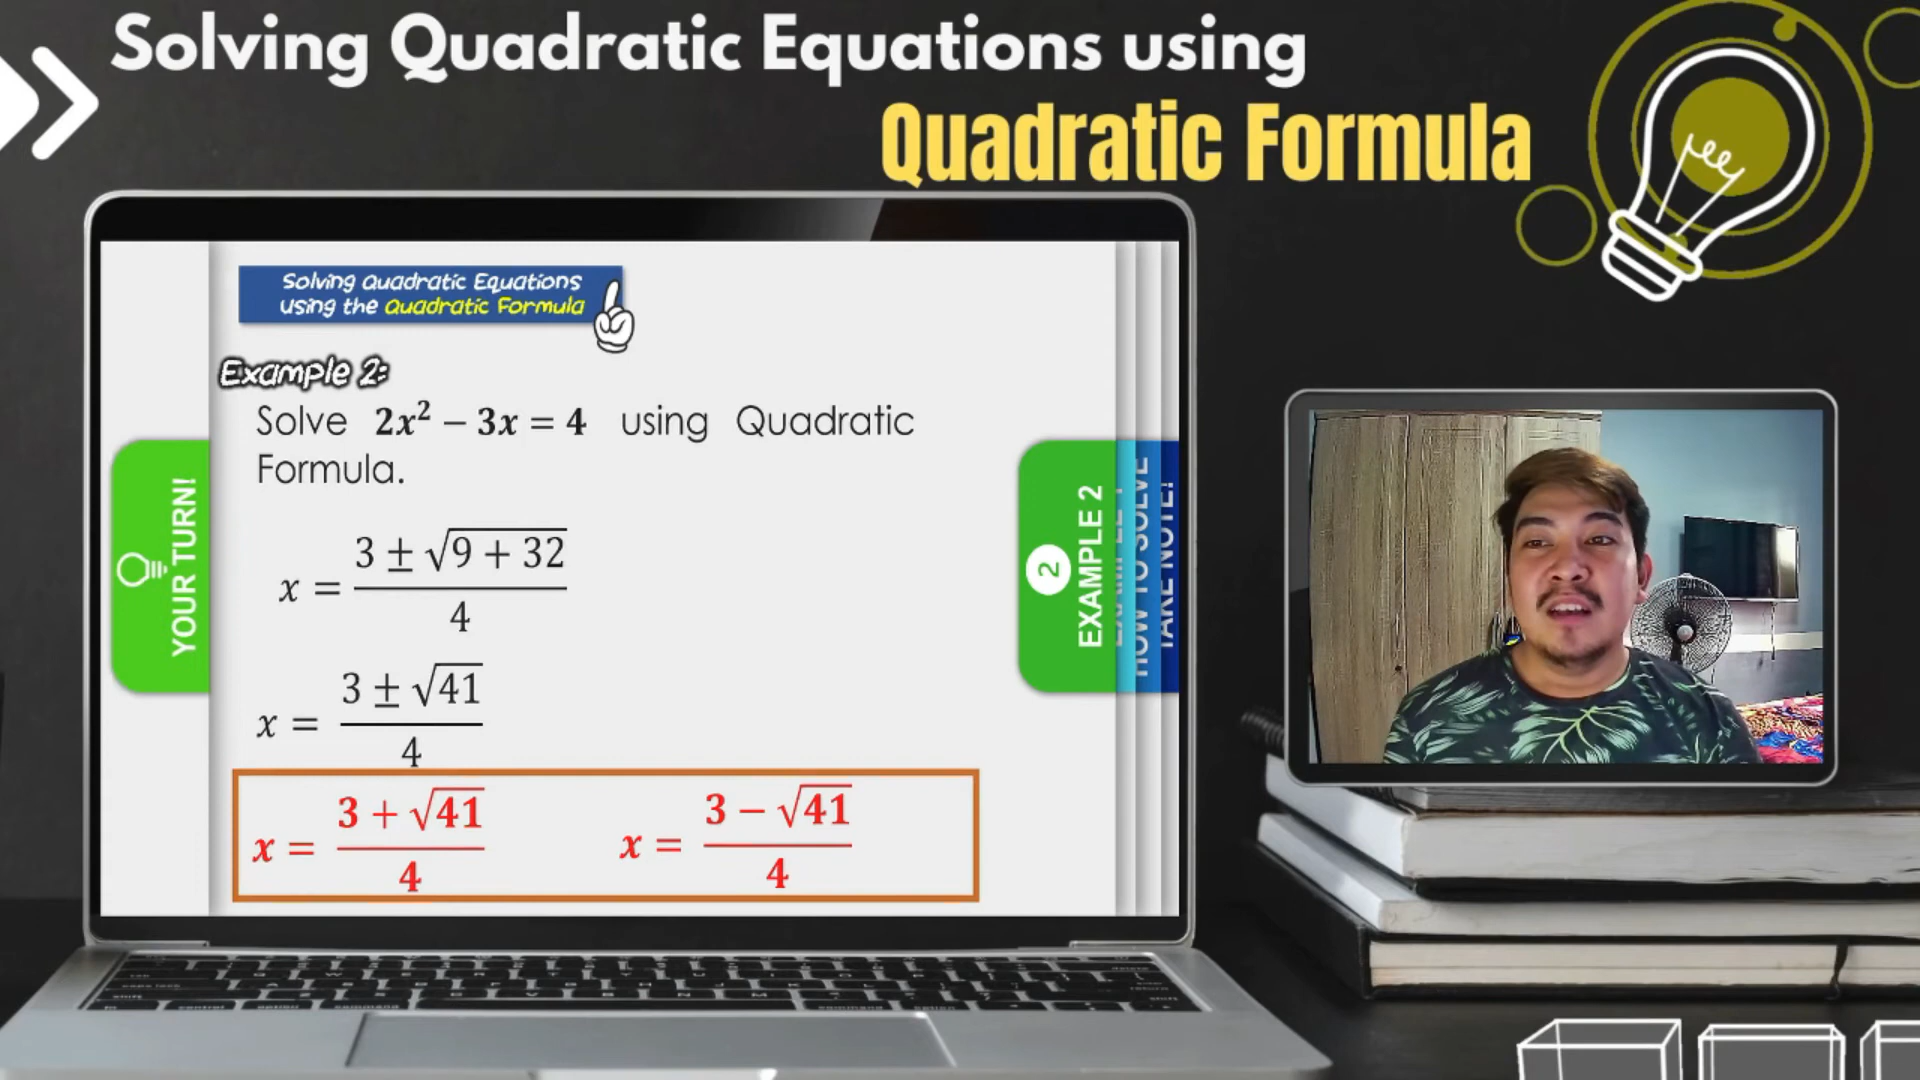 Solving Quadratic Equations using
Quadratic Formula
Solving Quadratic Equations
using the Quadratic Formula
Example 2:
Solve 2x² − 3x = 4 using Quadratic
Formula.
x = (3 ± √(9 + 32)) / 4
x = (3 ± √41) / 4
x = (3 + √41) / 4
x = (3 − √41) / 4
YOUR TURN!
2 EXAMPLE 2
HOW TO SOLVE
TAKE NOTE!